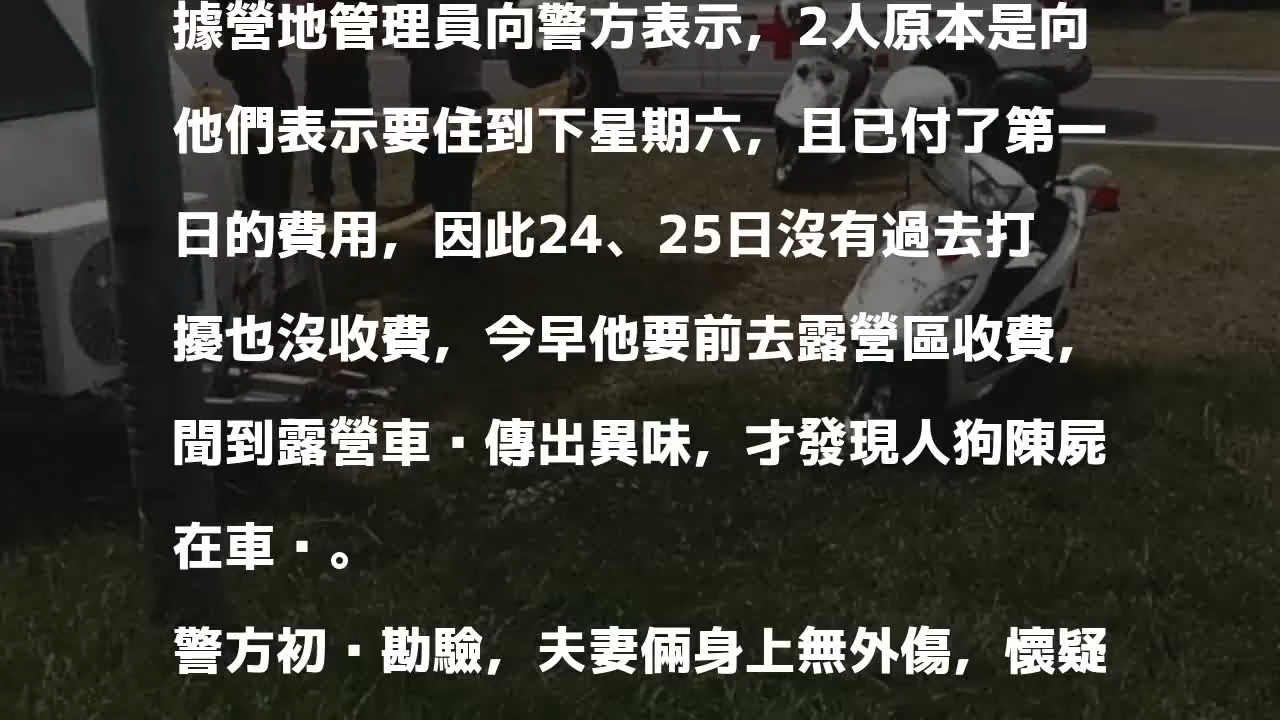 據營地管理員向警方表示，2人原本是向
他們表示要住到下星期六，且已付了第一
日的費用，因此24、25日沒有過去打
擾也沒收費，今早他要前去露營區收費，
聞到露營車▪傳出異味，才發現人狗陳屍
在車▪。
警方初▪勘驗，夫妻倆身上無外傷，懷疑